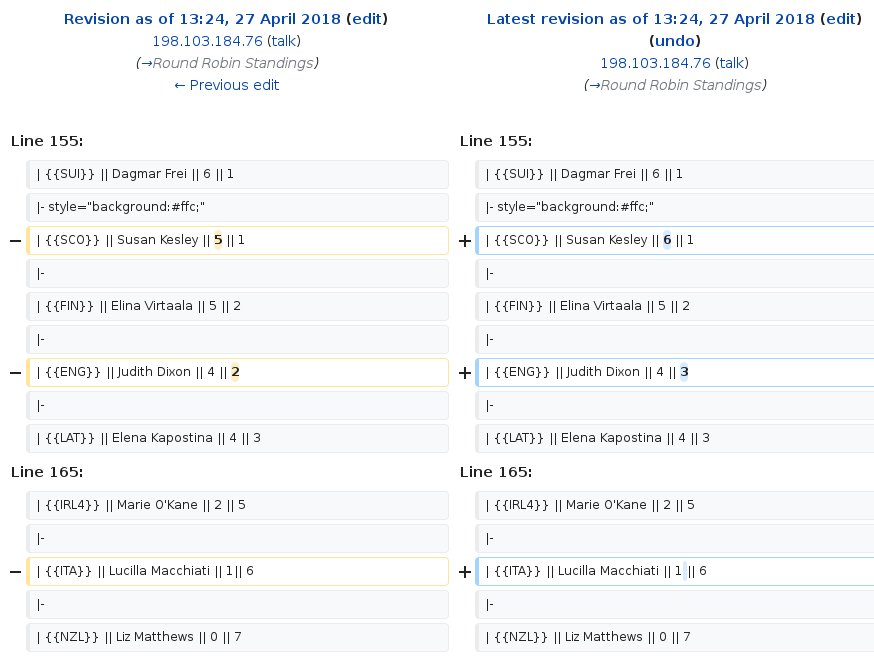 Revision as of 13:24, 27 April 2018 (edit)
198.103.184.76 (talk)
(→Round Robin Standings)
← Previous edit
Latest revision as of 13:24, 27 April 2018 (edit)
(undo)
198.103.184.76 (talk)
(→Round Robin Standings)
Line 155:
Line 155:
| {{SUI}} || Dagmar Frei || 6 || 1
| {{SUI}} || Dagmar Frei || 6 || 1
|- style="background:#ffc;"
|- style="background:#ffc;"
− | {{SCO}} || Susan Kesley || 5 || 1
+ | {{SCO}} || Susan Kesley || 6 || 1
|-
|-
| {{FIN}} || Elina Virtaala || 5 || 2
| {{FIN}} || Elina Virtaala || 5 || 2
|-
|-
− | {{ENG}} || Judith Dixon || 4 || 2
+ | {{ENG}} || Judith Dixon || 4 || 3
|-
|-
| {{LAT}} || Elena Kapostina || 4 || 3
| {{LAT}} || Elena Kapostina || 4 || 3
Line 165:
Line 165:
| {{IRL4}} || Marie O'Kane || 2 || 5
| {{IRL4}} || Marie O'Kane || 2 || 5
|-
|-
− | {{ITA}} || Lucilla Macchiati || 1|| 6
+ | {{ITA}} || Lucilla Macchiati || 1 || 6
|-
|-
| {{NZL}} || Liz Matthews || 0 || 7
| {{NZL}} || Liz Matthews || 0 || 7